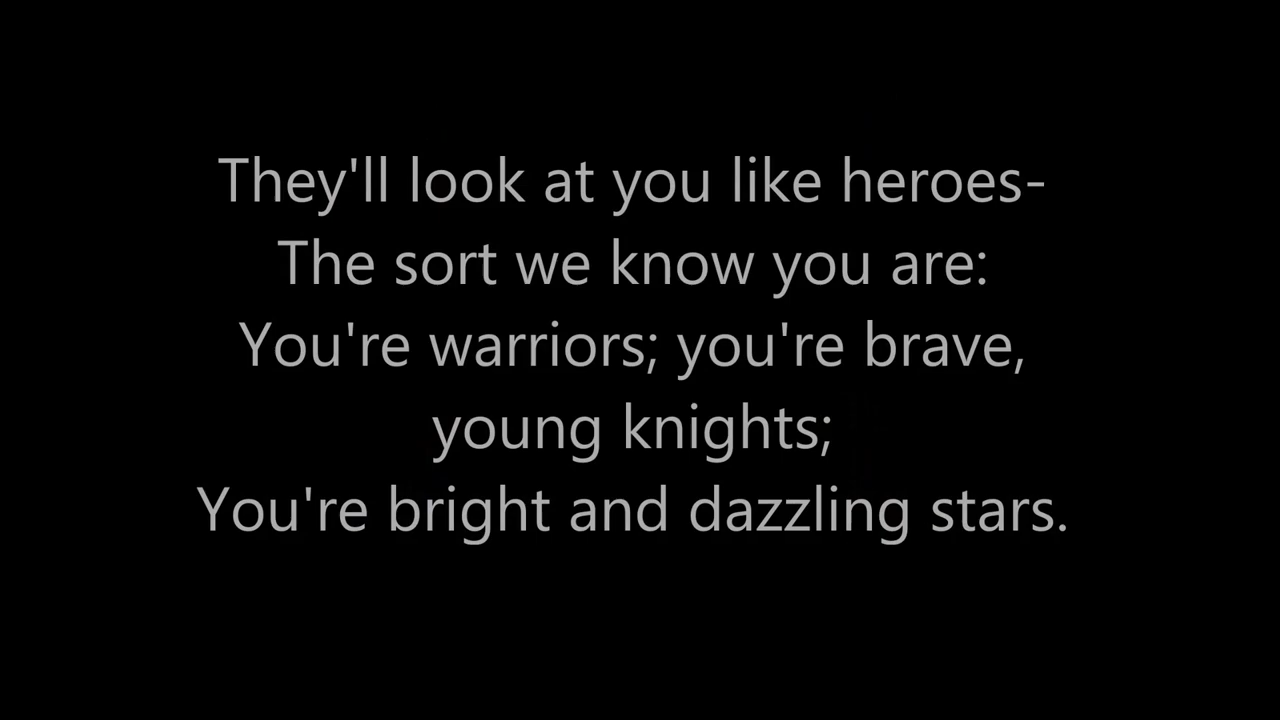 They'll look at you like heroes-
The sort we know you are:
You're warriors; you're brave,
young knights;
You're bright and dazzling stars.